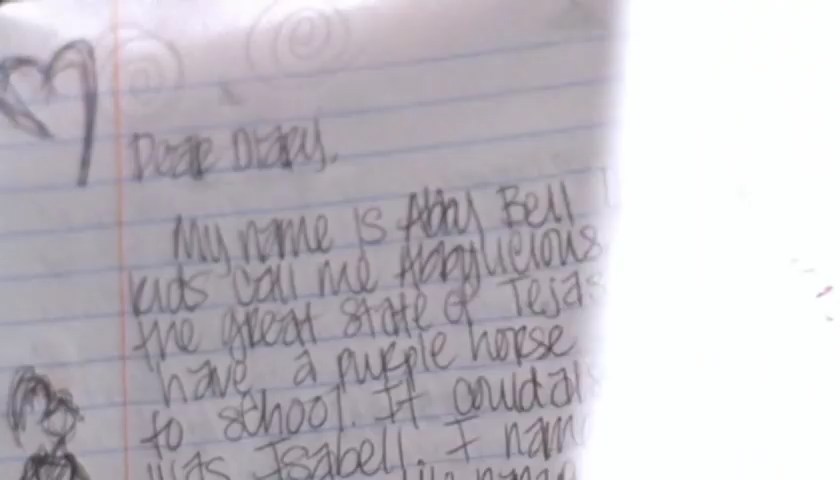 Dear Diary,
My name is Abby Bell
kids call me Abbylicious
the great state of Tejas
have a purple horse
to school. It could
was Isabell. I